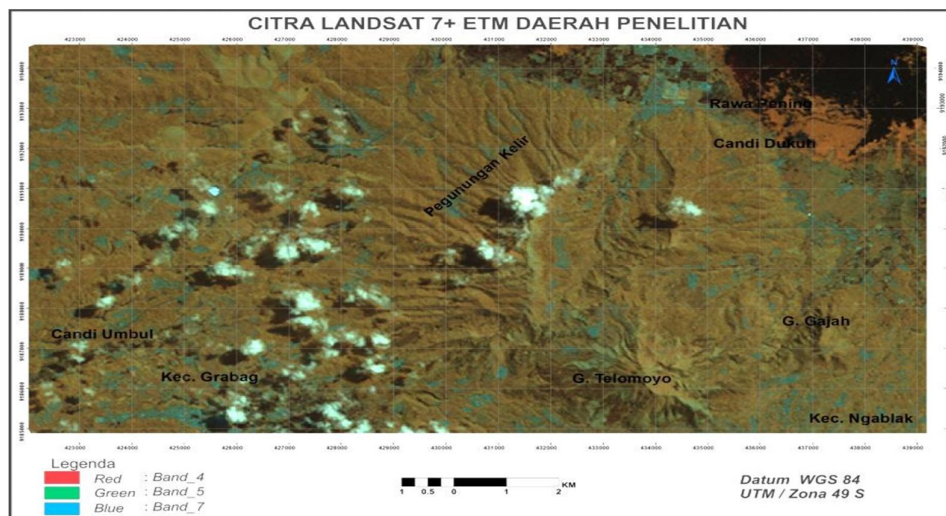 CITRA LANDSAT 7+ ETM DAERAH PENELITIAN
423000 424000 425000 426000 427000 428000 429000 430000 431000 432000 433000 434000 435000 436000 437000 438000 439000
N
Rawa Pening
Candi Dukuh
Pegunungan Kelir
G. Gajah
Candi Umbul
Kec. Grabag
G. Telomoyo
Kec. Ngablak
423000 424000 425000 426000 427000 428000 429000 430000 431000 432000 433000 434000 435000 436000 437000 438000 439000
Legenda
Red : Band_4
Green : Band_5
Blue : Band_7
1 0.5 0 1 2
KM
Datum WGS 84
UTM / Zona 49 S